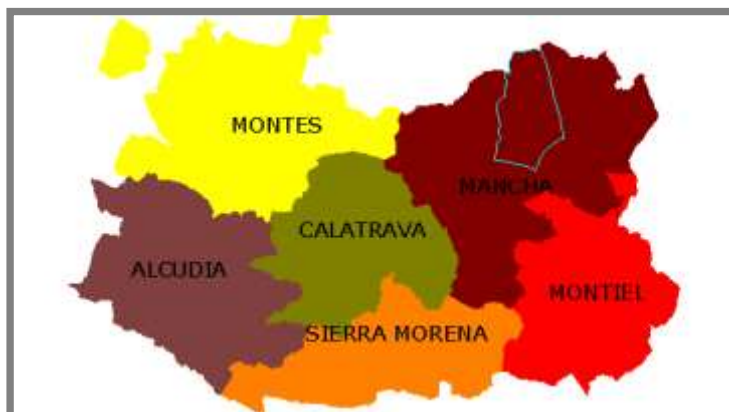 MONTES
MANCHA
CALATRAVA
ALCUDIA
MONTIEL
SIERRA MORENA